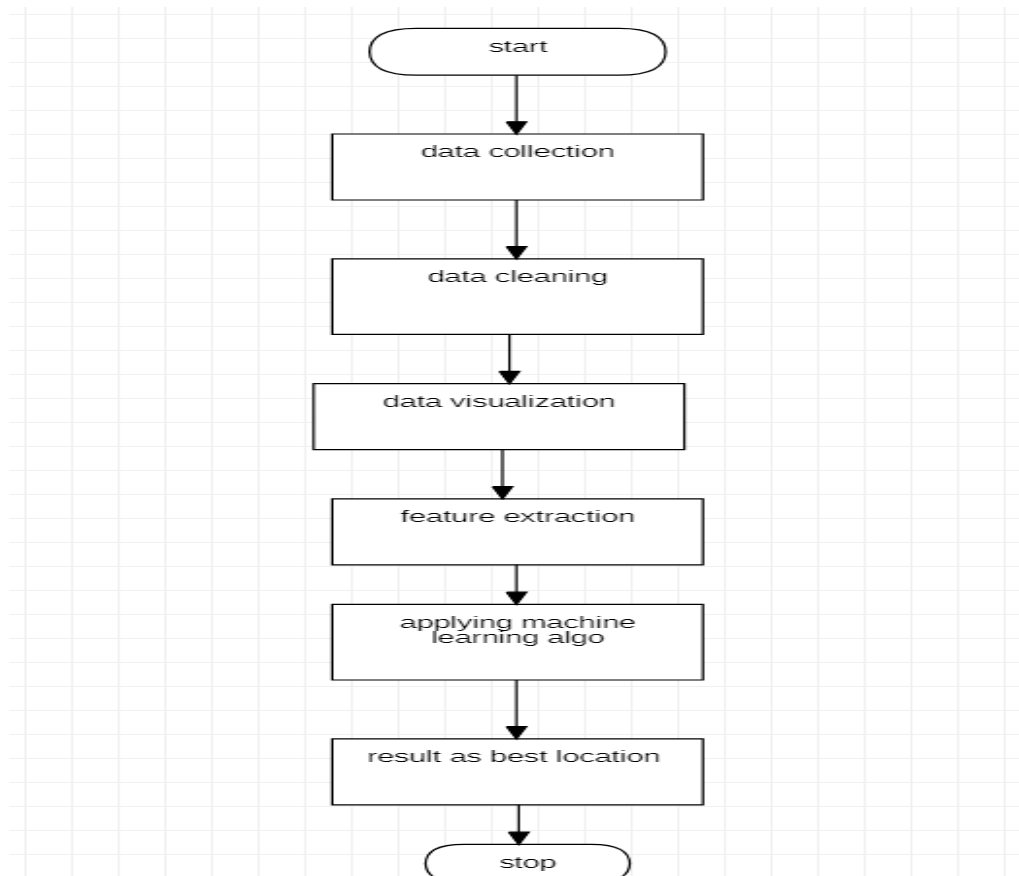 start
data collection
data cleaning
data visualization
feature extraction
applying machine
learning algo
result as best location
stop